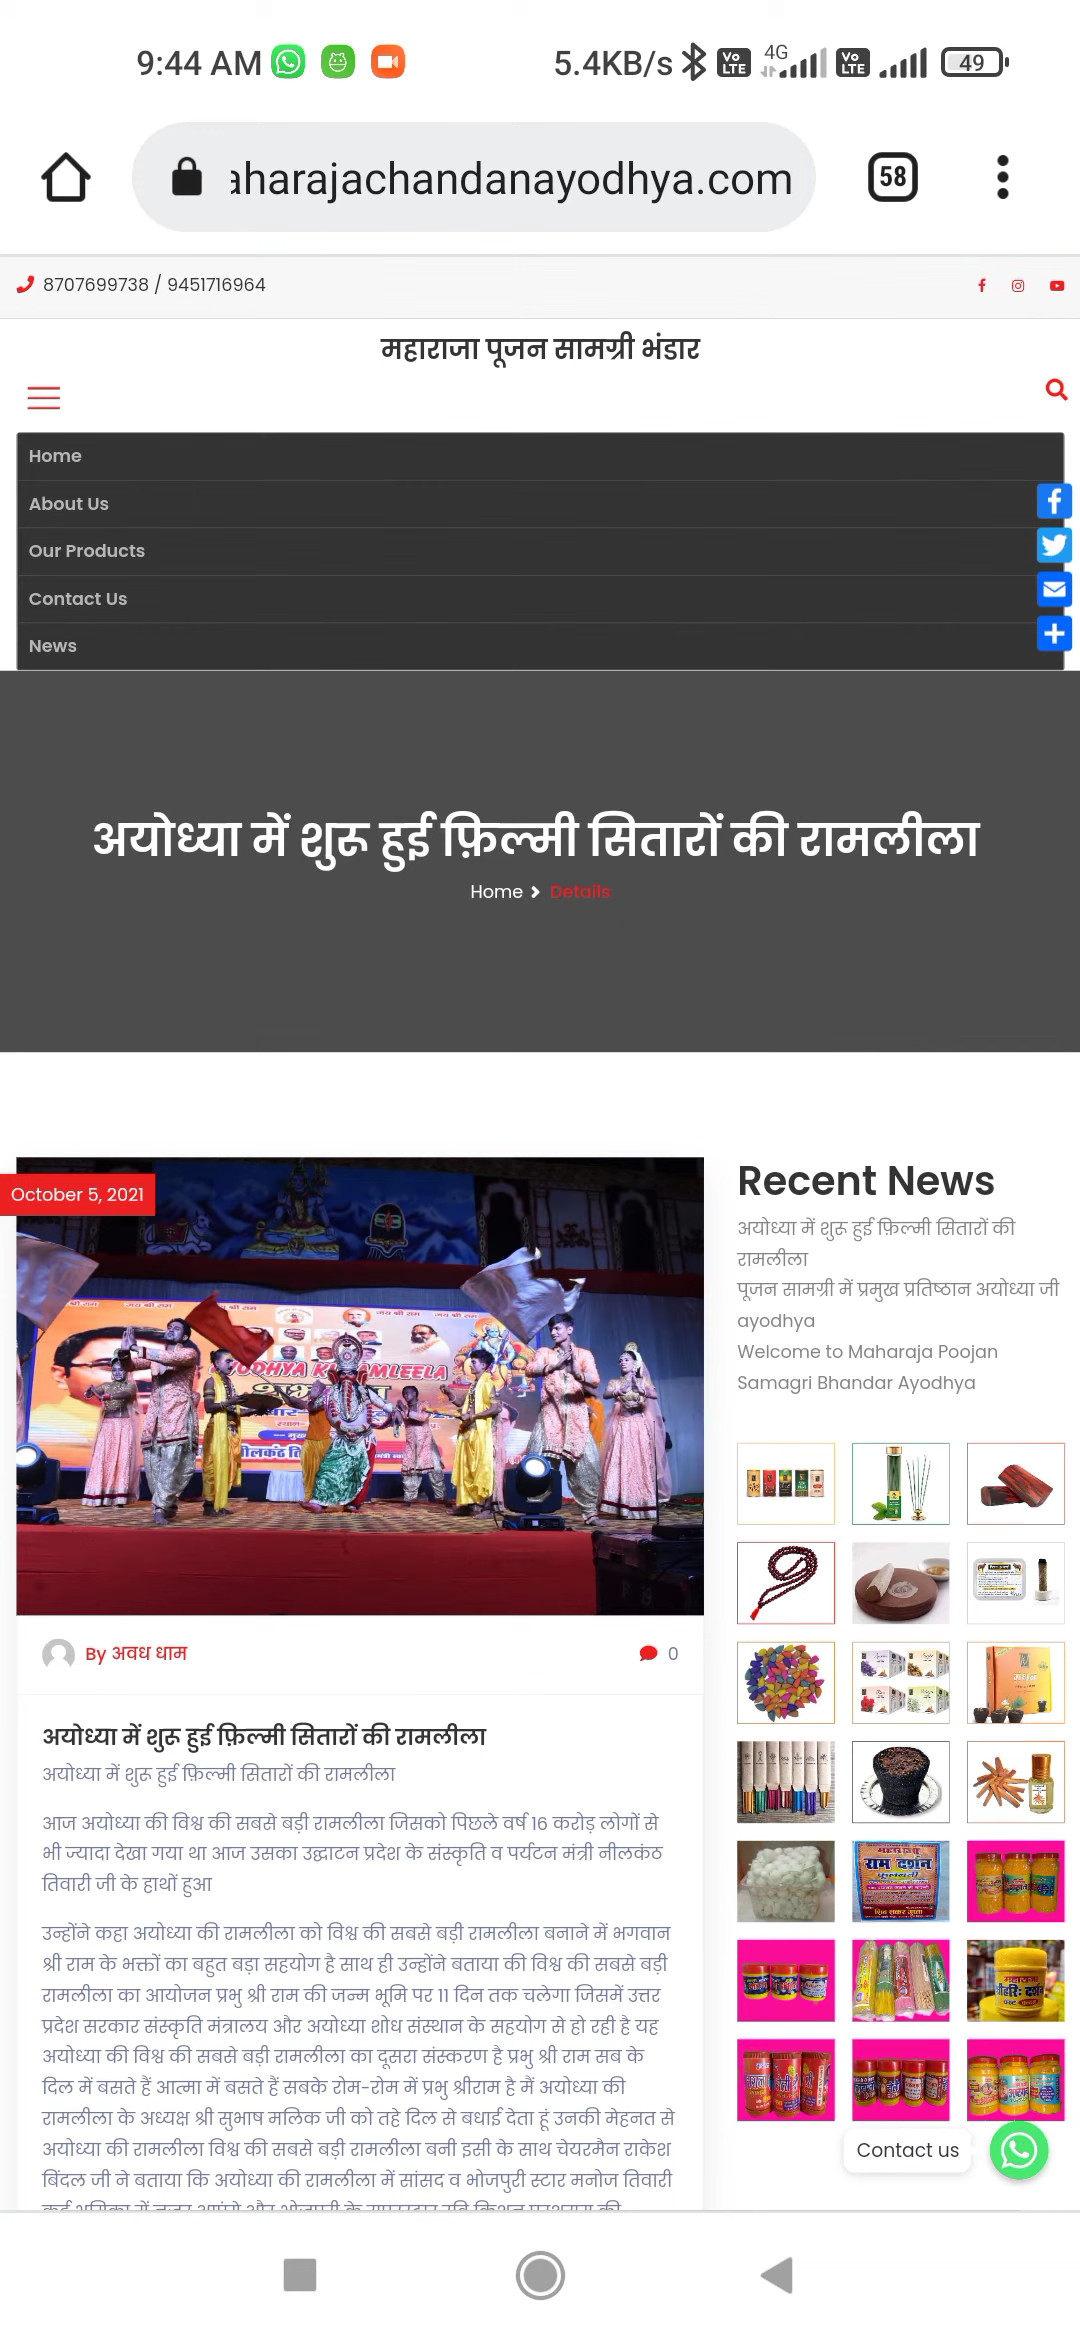 9:44 AM
5.4KB/s
Vo LTE
4G
Vo LTE
49
aharajachandanayodhya.com
58
8707699738 / 9451716964
महाराजा पूजन सामग्री भंडार
Home
About Us
Our Products
Contact Us
News
अयोध्या में शुरू हुई फ़िल्मी सितारों की रामलीला
Home
Details
October 5, 2021
By अवध धाम
0
अयोध्या में शुरू हुई फ़िल्मी सितारों की रामलीला
अयोध्या में शुरू हुई फ़िल्मी सितारों की रामलीला
आज अयोध्या की विश्व की सबसे बड़ी रामलीला जिसको पिछले वर्ष 16 करोड़ लोगों से
भी ज्यादा देखा गया था आज उसका उद्घाटन प्रदेश के संस्कृति व पर्यटन मंत्री नीलकंठ
तिवारी जी के हाथों हुआ
उन्होंने कहा अयोध्या की रामलीला को विश्व की सबसे बड़ी रामलीला बनाने में भगवान
श्री राम के भक्तों का बहुत बड़ा सहयोग है साथ ही उन्होंने बताया की विश्व की सबसे बड़ी
रामलीला का आयोजन प्रभु श्री राम की जन्म भूमि पर 11 दिन तक चलेगा जिसमें उत्तर
प्रदेश सरकार संस्कृति मंत्रालय और अयोध्या शोध संस्थान के सहयोग से हो रही है यह
अयोध्या की विश्व की सबसे बड़ी रामलीला का दूसरा संस्करण है प्रभु श्री राम सब के
दिल में बसते हैं आत्मा में बसते हैं सबके रोम-रोम में प्रभु श्रीराम है मैं अयोध्या की
रामलीला के अध्यक्ष श्री सुभाष मलिक जी को तहे दिल से बधाई देता हूं उनकी मेहनत से
अयोध्या की रामलीला विश्व की सबसे बड़ी रामलीला बनी इसी के साथ चेयरमैन राकेश
बिंदल जी ने बताया कि अयोध्या की रामलीला में सांसद व भोजपुरी स्टार मनोज तिवारी
Recent News
अयोध्या में शुरू हुई फ़िल्मी सितारों की
रामलीला
पूजन सामग्री में प्रमुख प्रतिष्ठान अयोध्या जी
ayodhya
Welcome to Maharaja Poojan
Samagri Bhandar Ayodhya
राम दर्शन
Contact us